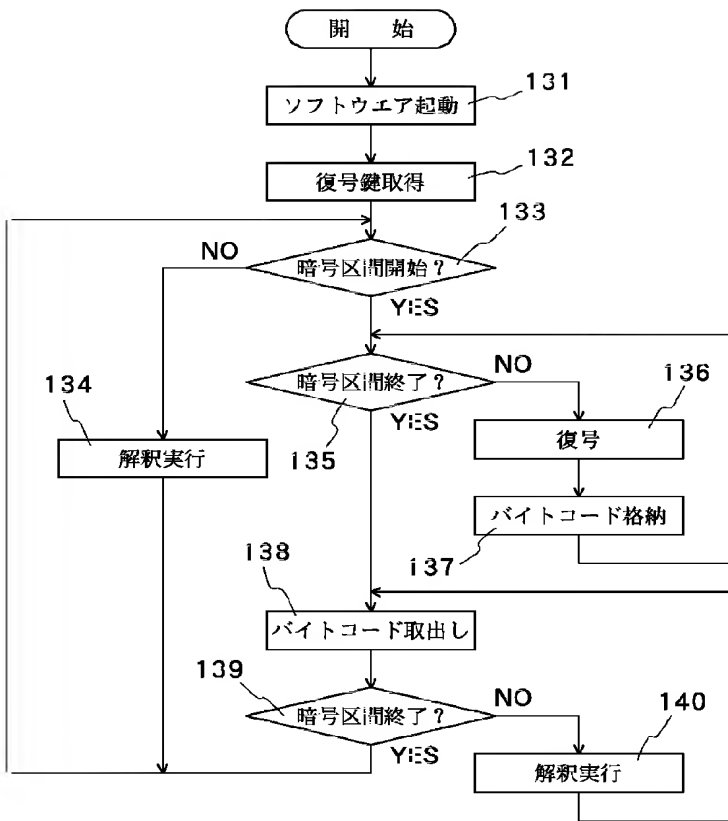 開 始
131
ソフトウエア起動
132
復号鍵取得
133
NO
暗号区間開始?
YES
134
解釈実行
暗号区間終了?
NO
135
YES
136
復号
バイトコード格納
137
138
バイトコード取出し
139
暗号区間終了?
NO
YES
140
解釈実行